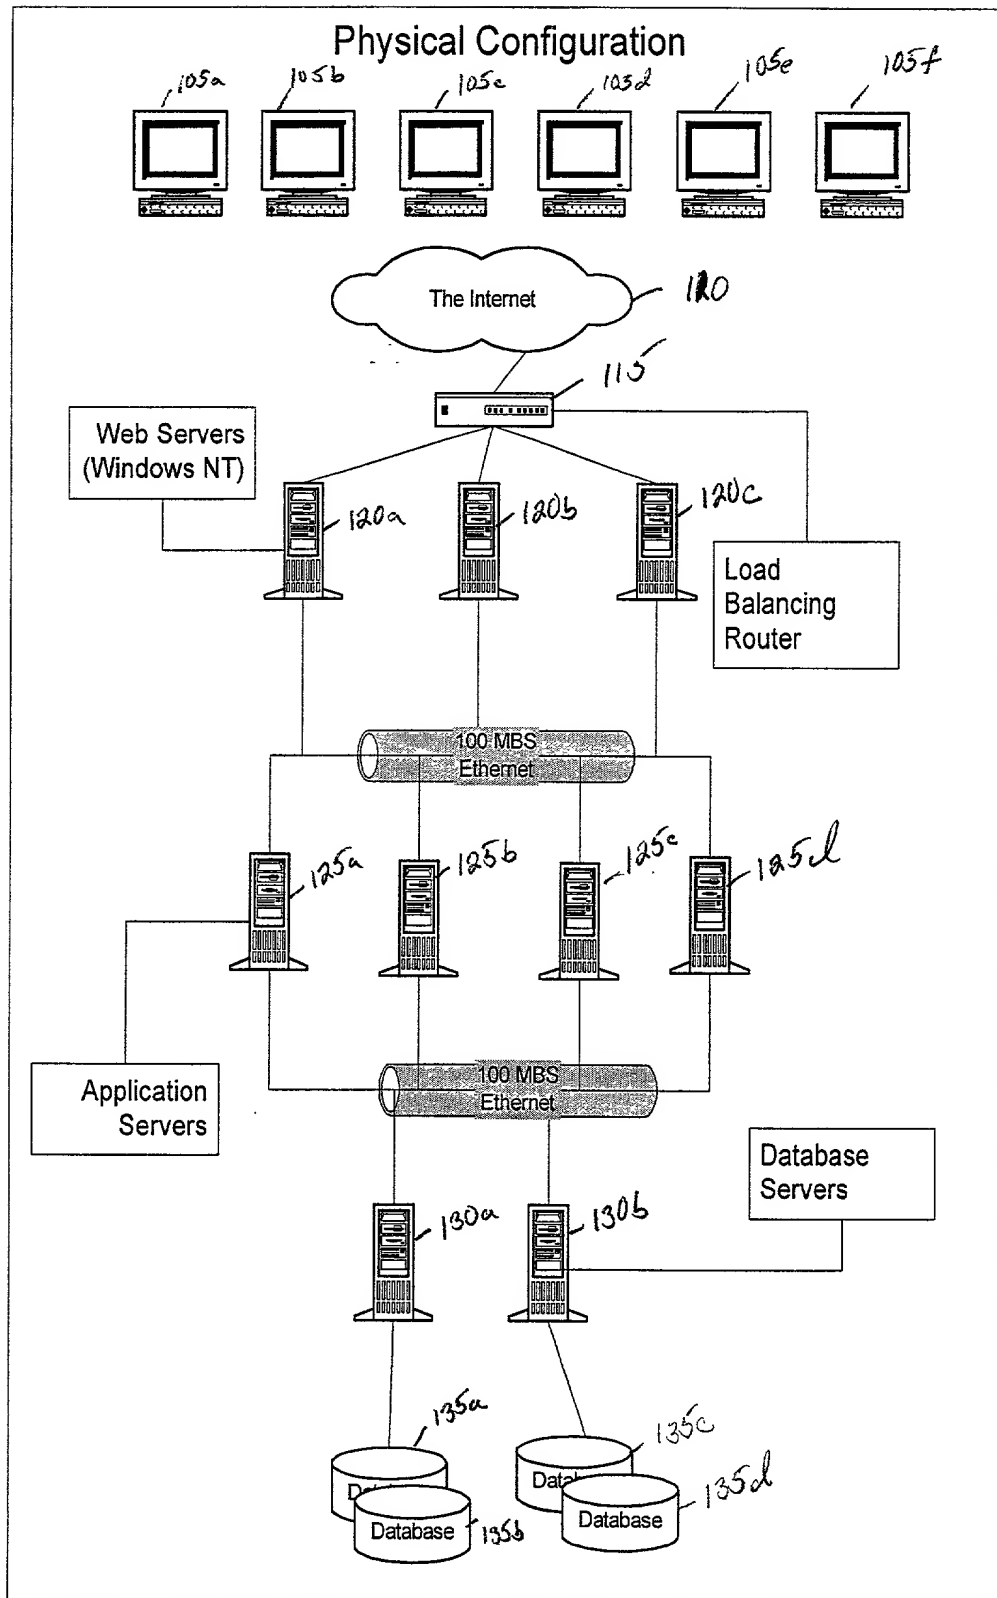 Physical Configuration
105a 105b 105c 105d 105e 105f
The Internet
115
Web Servers
(Windows NT)
120a 120b 120c
Load
Balancing
Router
100 MBS
Ethernet
125a 125b 125c 125d
Application
Servers
100 MBS
Ethernet
Database
Servers
130a 130b
135a 135c
Database 135b Database 135d